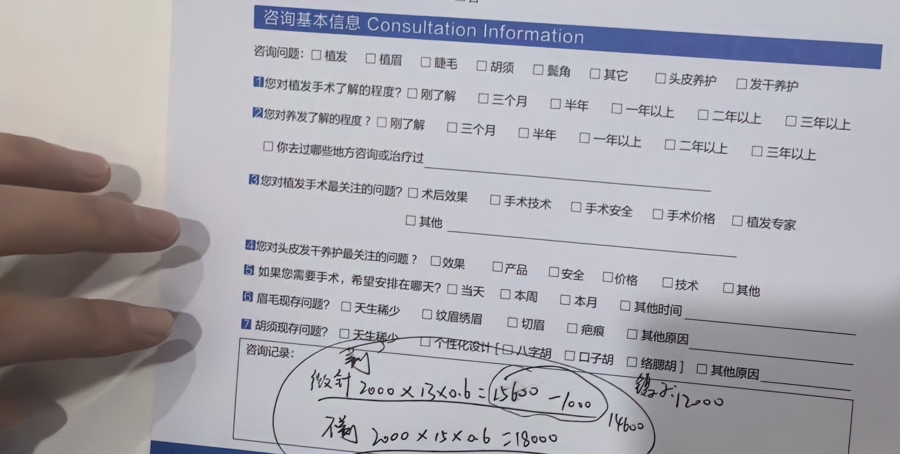 咨询基本信息 Consultation Information
咨询问题: □ 植发 □ 植眉 □ 睫毛 □ 胡须 □ 鬓角 □ 其它 □ 头皮养护 □ 发干养护
1 您对植发手术了解的程度? □ 刚了解 □ 三个月 □ 半年 □ 一年以上 □ 二年以上 □ 三年以上
2 您对养发了解的程度? □ 刚了解 □ 三个月 □ 半年 □ 一年以上 □ 二年以上 □ 三年以上
□ 你去过哪些地方咨询或治疗过
3 您对植发手术最关注的问题? □ 术后效果 □ 手术技术 □ 手术安全 □ 手术价格 □ 植发专家
□ 其他
4 您对头皮发干养护最关注的问题? □ 效果 □ 产品 □ 安全 □ 价格 □ 技术 □ 其他
5 如果您需要手术,希望安排在哪天? □ 当天 □ 本周 □ 本月 □ 其他时间
6 眉毛现存问题? □ 天生稀少 □ 纹眉绣眉 □ 切眉 □ 疤痕 □ 其他原因
7 胡须现存问题? □ 天生稀少 □ 个性化设计 [ □ 八字胡 □ 口子胡 □ 络腮胡 ] □ 其他原因
咨询记录: 剃
微针 2000×13×0.6=15600 -1000 12000
14600
不剃 2000×15×0.6=18000